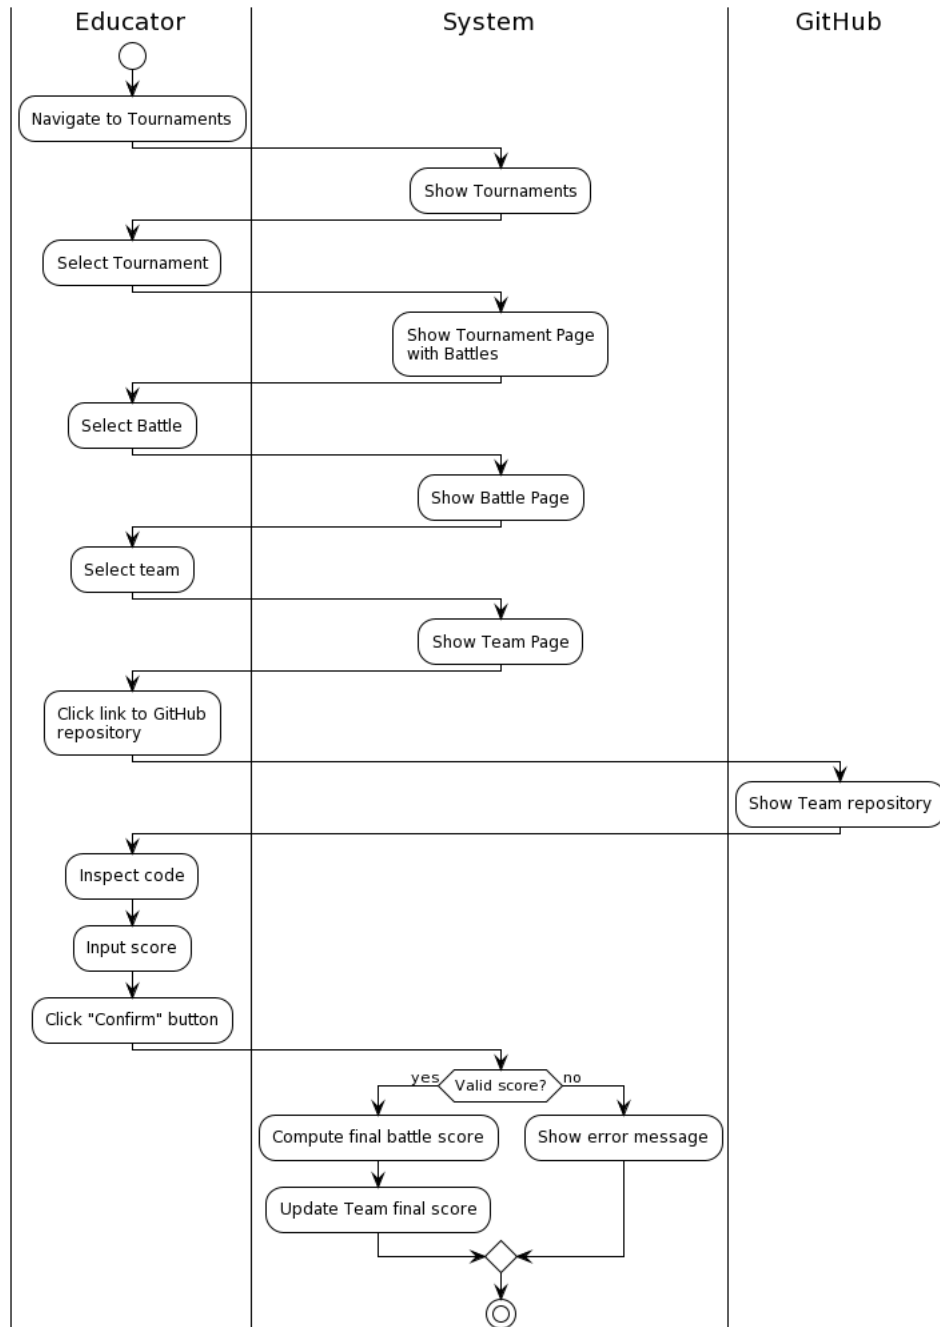 Educator
System
GitHub
Navigate to Tournaments
Show Tournaments
Select Tournament
Show Tournament Page
with Battles
Select Battle
Show Battle Page
Select team
Show Team Page
Click link to GitHub
repository
Show Team repository
Inspect code
Input score
Click "Confirm" button
yes
Valid score?
no
Compute final battle score
Show error message
Update Team final score